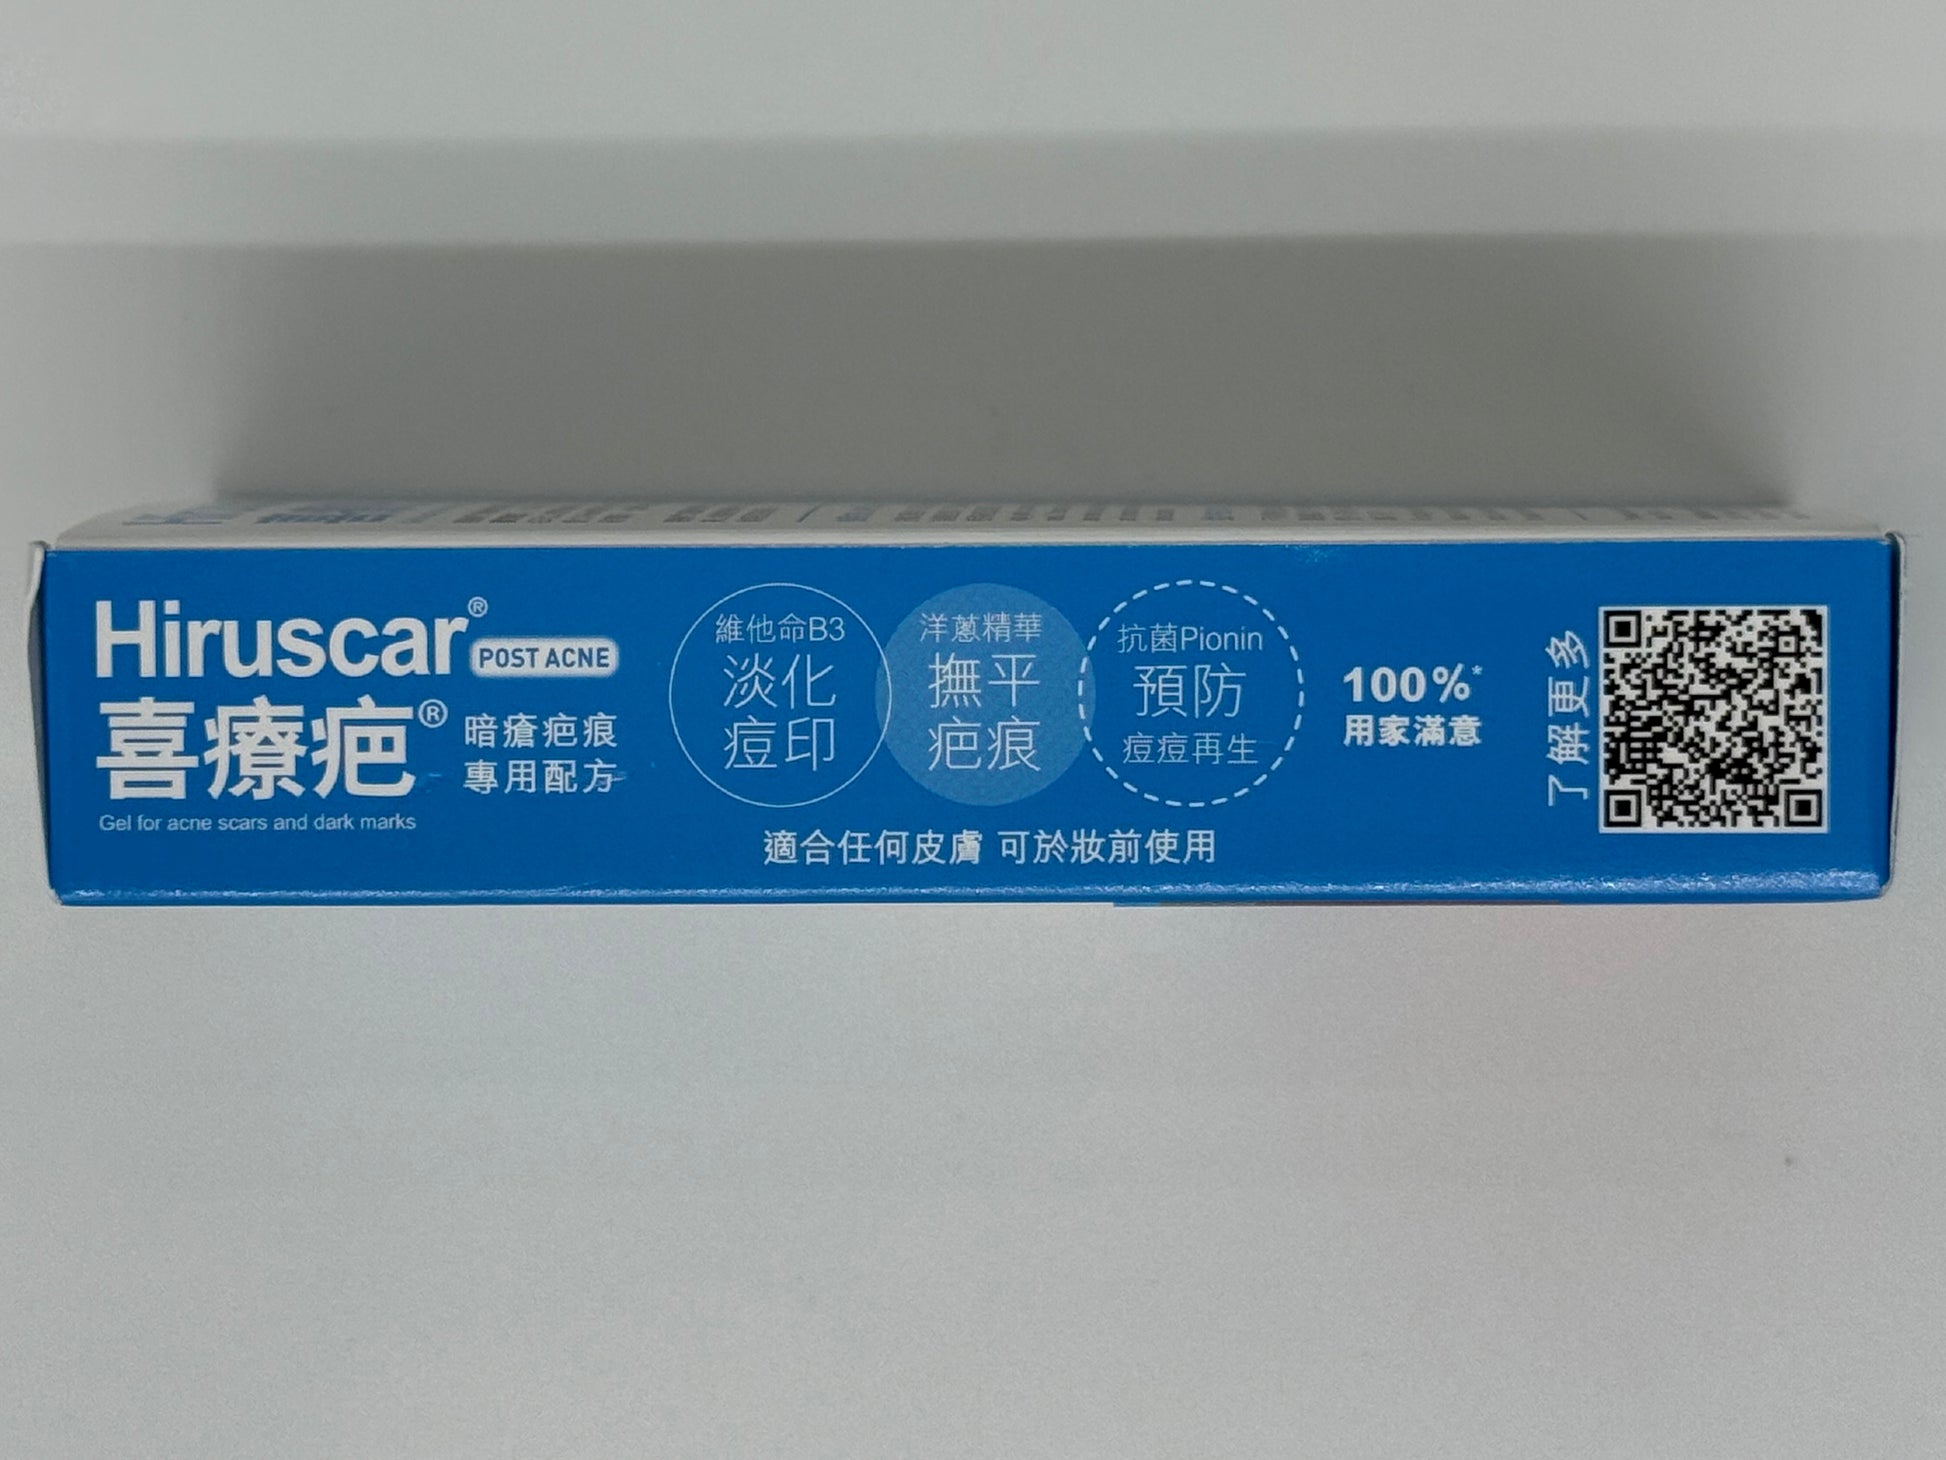 Hiruscar® POST ACNE
喜療疤® 暗瘡疤痕
專用配方
Gel for acne scars and dark marks
維他命B3
淡化
痘印
洋蔥精華
撫平
疤痕
抗菌Pionin
預防
痘痘再生
適合任何皮膚 可於妝前使用
100%*
用家滿意
了解更多